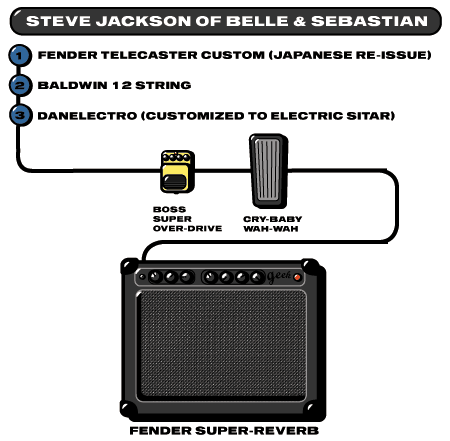 STEVE JACKSON OF BELLE & SEBASTIAN
1 FENDER TELECASTER CUSTOM (JAPANESE RE-ISSUE)
2 BALDWIN 12 STRING
3 DANELECTRO (CUSTOMIZED TO ELECTRIC SITAR)
BOSS
SUPER
OVER-DRIVE
CRY-BABY
WAH-WAH
geek
FENDER SUPER-REVERB